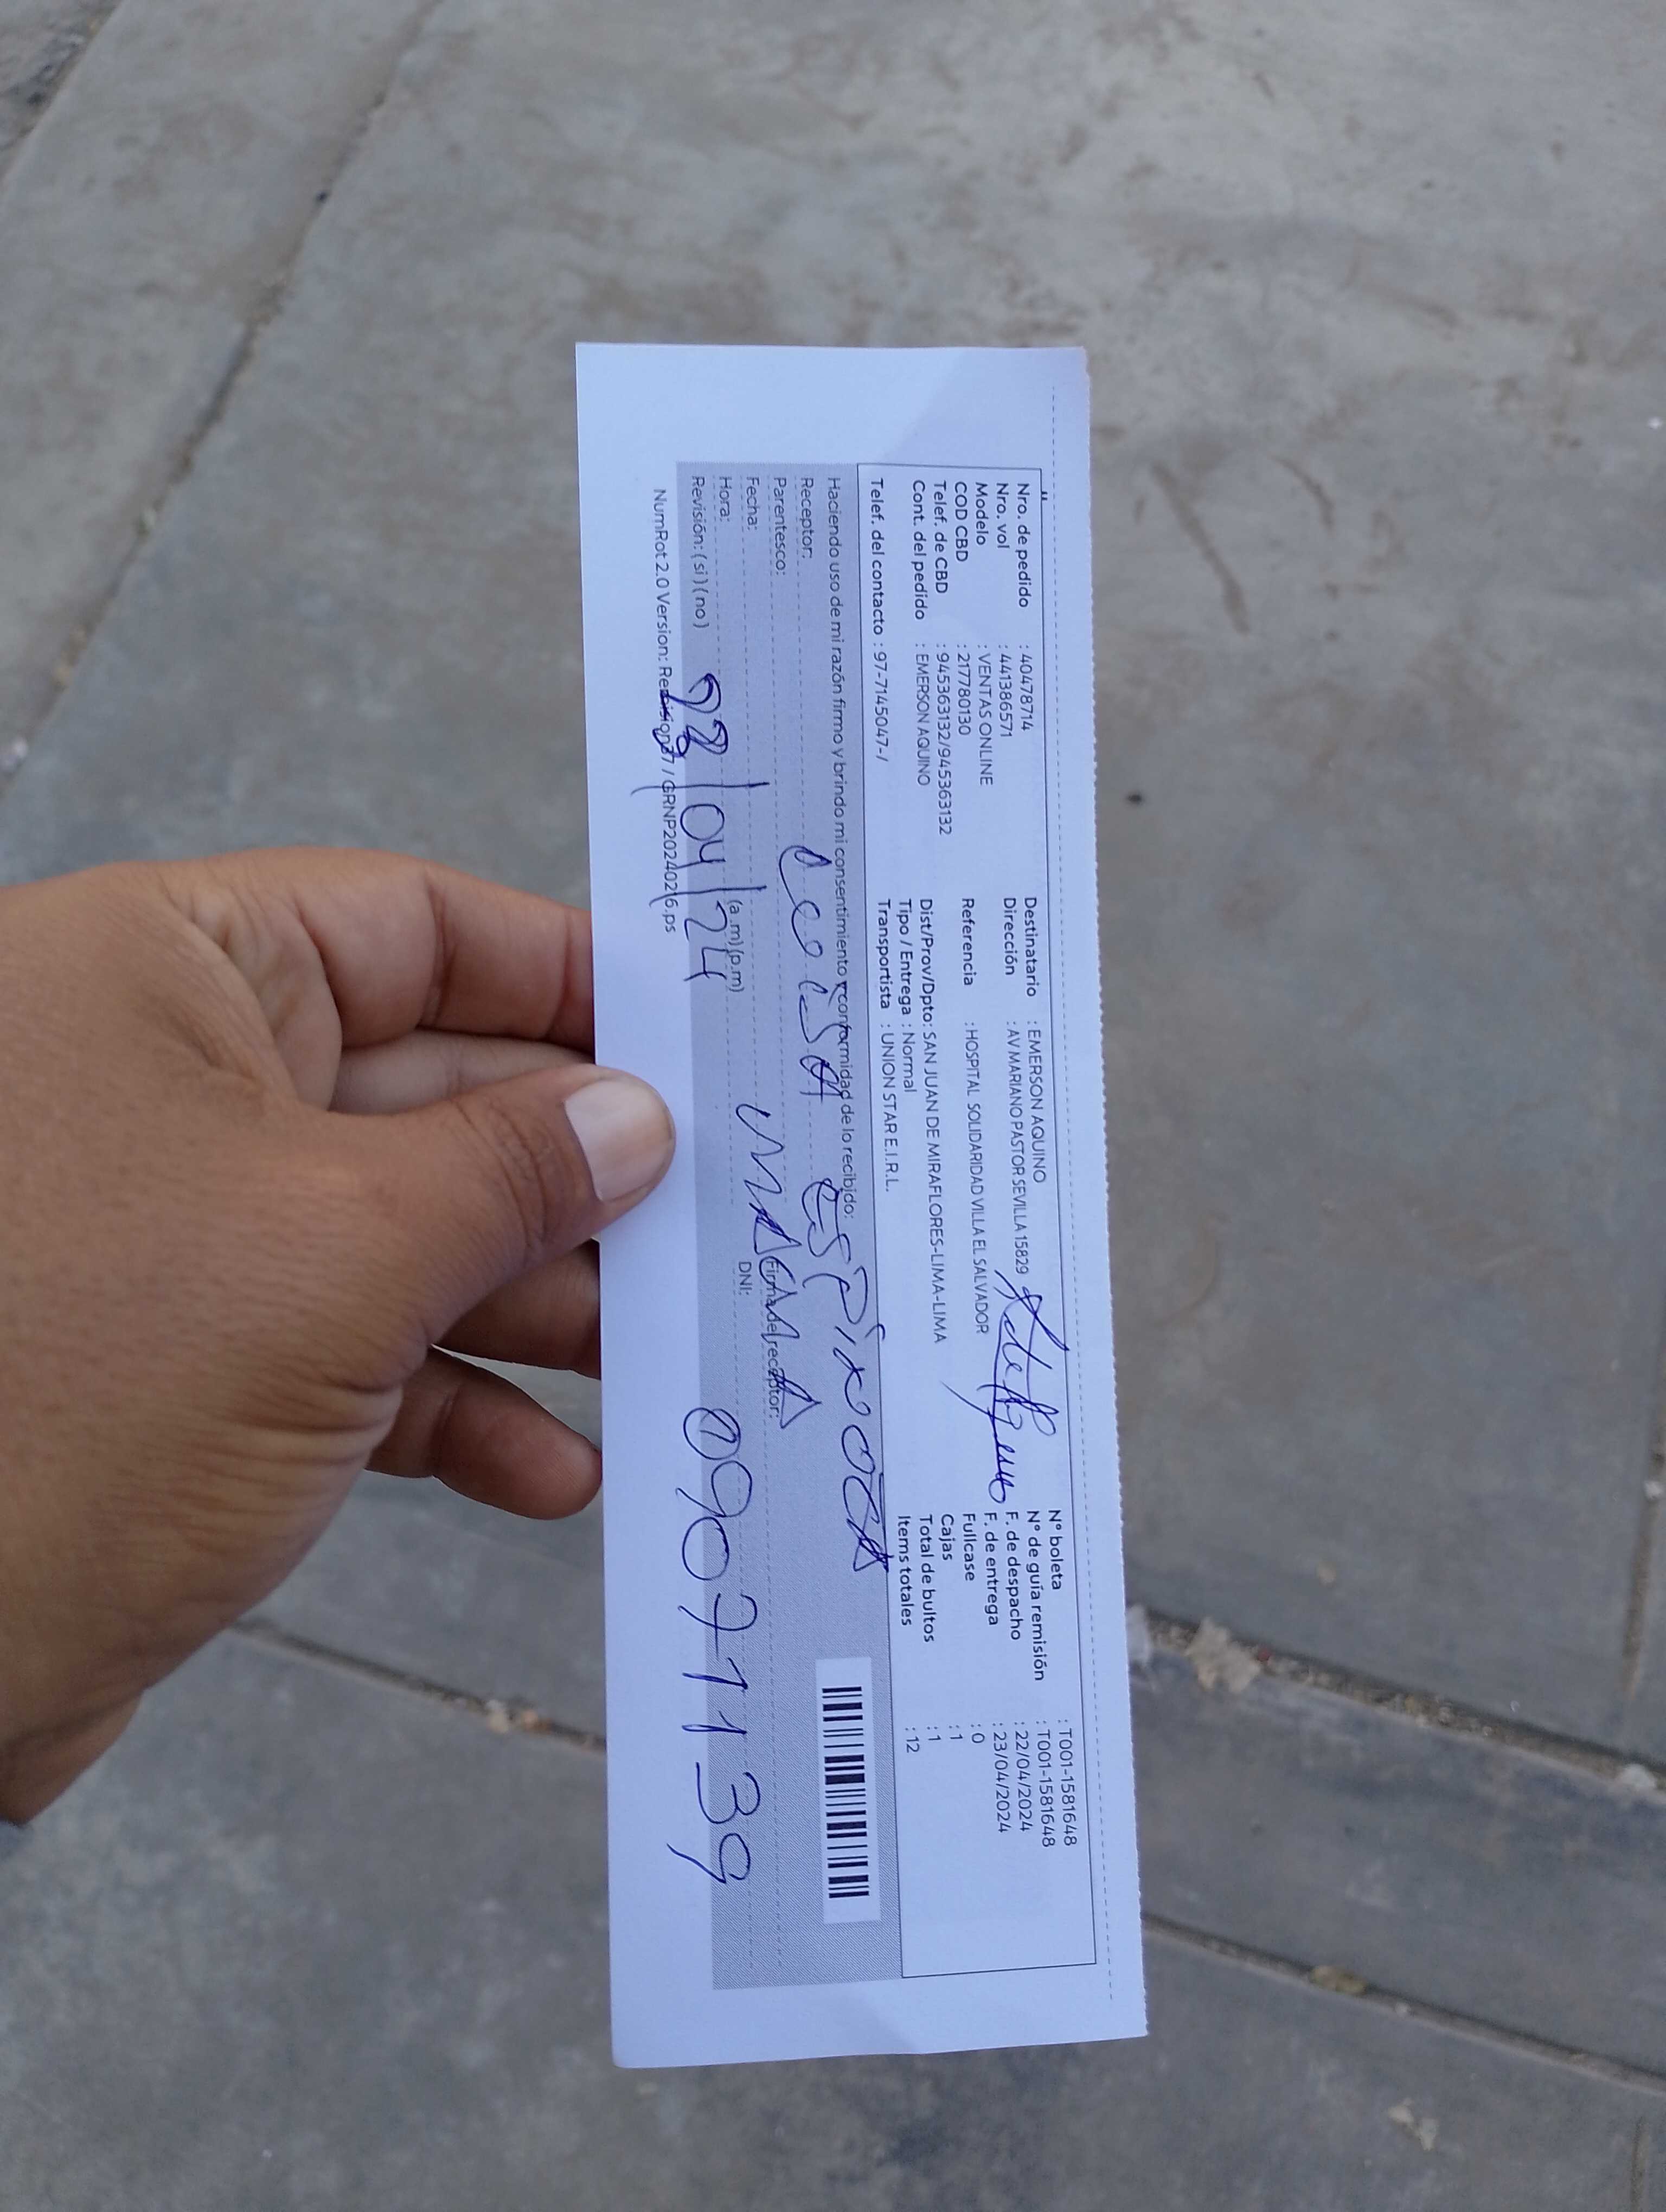 Nro. de pedido : 40478714
Nro. vol : 441386571
Modelo : VENTAS ONLINE
COD CBD : 217780130
Telef. de CBD : 945363132/945363132
Cont. del pedido : EMERSON AQUINO
Telef. del contacto : 97-7145047-/
Destinatario : EMERSON AQUINO
Dirección : AV MARIANO PASTOR SEVILLA 15829
Referencia : HOSPITAL SOLIDARIDAD VILLA EL SALVADOR
Dist/Prov/Dpto: SAN JUAN DE MIRAFLORES-LIMA-LIMA
Tipo / Entrega : Normal
Transportista : UNION STAR E.I.R.L.
N° boleta : T001-1581648
N° de guía remisión : T001-1581648
F. de despacho : 22/04/2024
F. de entrega : 23/04/2024
Fullcase : 0
Cajas : 1
Total de bultos : 1
Items totales : 12
Haciendo uso de mi razón firmo y brindo mi consentimiento y conformidad de lo recibido:
Receptor:
Parentesco:
Fecha:
Hora: (a.m)(p.m)
Firma del receptor:
DNI: 09071139
Revisión: (si) (no)
/04/24
NumRot2.0 Version: Revision37 / GRNP20240216.ps